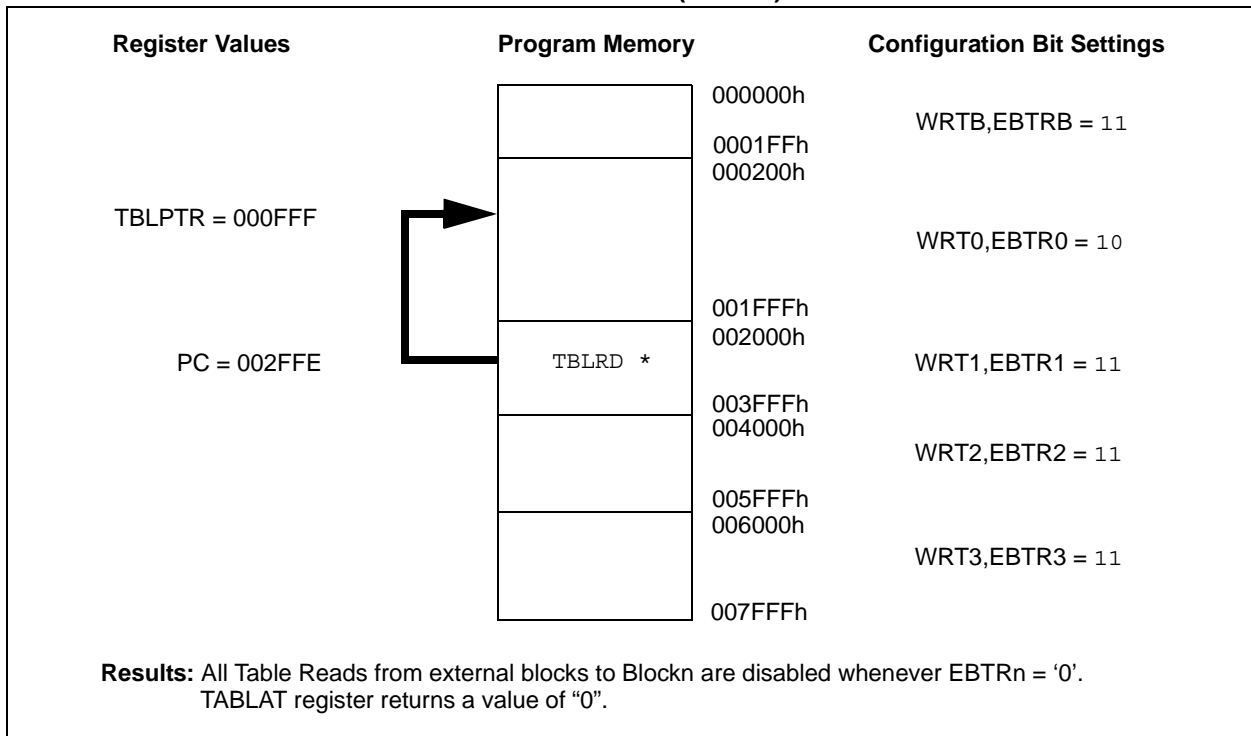 Register Values Program Memory Configuration Bit Settings
000000h
WRTB,EBTRB = 11
0001FFh
000200h
TBLPTR = 000FFF
WRT0,EBTR0 = 10
001FFFh
002000h
PC = 002FFE TBLRD * WRT1,EBTR1 = 11
003FFFh
004000h
WRT2,EBTR2 = 11
005FFFh
006000h
WRT3,EBTR3 = 11
007FFFh
Results: All Table Reads from external blocks to Blockn are disabled whenever EBTRn = ‘0’.
TABLAT register returns a value of “0”.